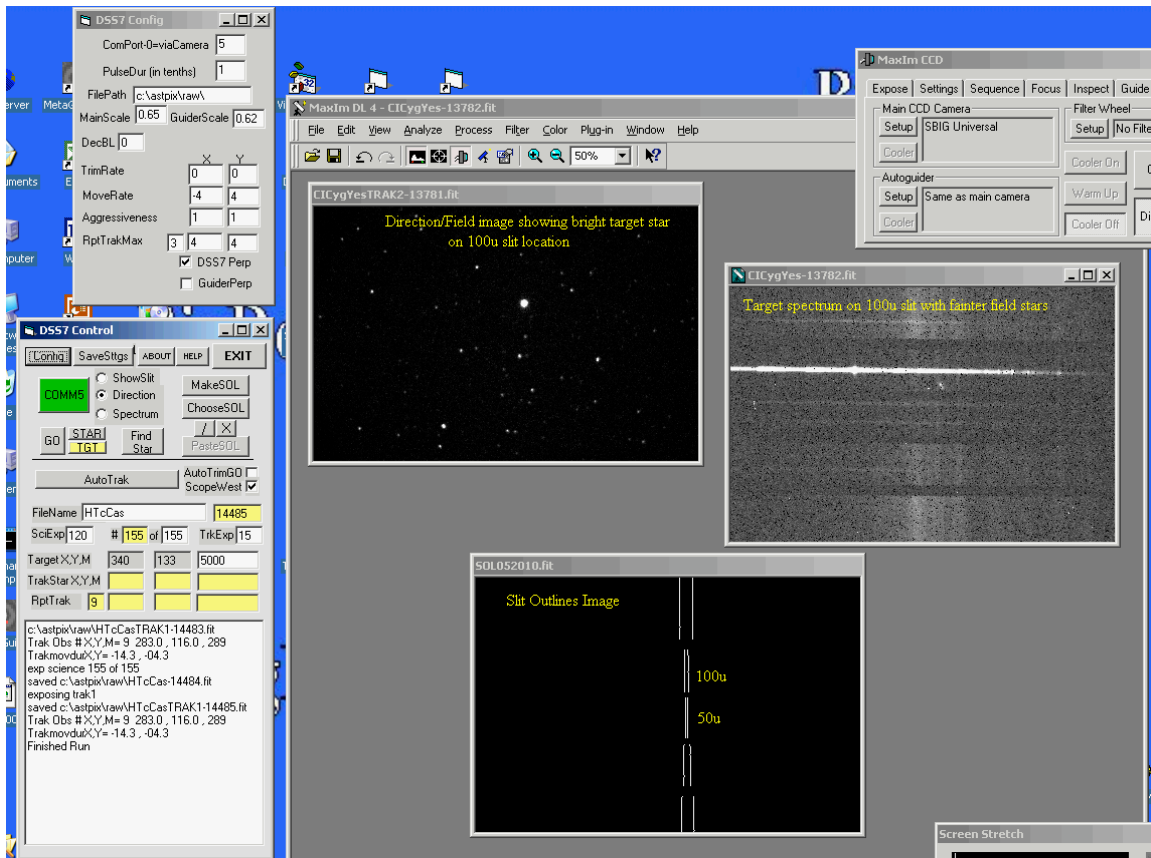 DSS7 Config
ComPort-0=viaCamera 5
PulseDur (in tenths) 1
FilePath c:\astpix\raw\
MainScale 0.65 GuiderScale 0.62
DecBL 0
X Y
TrimRate 0 0
MoveRate -4 4
Aggressiveness 1 1
RptTrakMax 3 4 4
DSS7 Perp
GuiderPerp
DSS7 Control
Config SaveSttgs ABOUT HELP EXIT
COMM5
ShowSlit
Direction
Spectrum
MakeSOL
ChooseSOL
/ X
PasteSOL
GO STAR TGT Find Star
AutoTrak
AutoTrimGO
ScopeWest
FileName HTcCas 14485
SciExp 120 # 155 of 155 TrkExp 15
Target X,Y,M 340 133 5000
TrakStar X,Y,M
RptTrak 9
c:\astpix\raw\HTcCasTRAK1-14483.fit
Trak Obs # X,Y,M= 9 283.0 , 116.0 , 289
TrakmovdurX,Y= -14.3 , -04.3
exp science 155 of 155
saved c:\astpix\raw\HTcCas-14484.fit
exposing trak1
saved c:\astpix\raw\HTcCasTRAK1-14485.fit
Trak Obs # X,Y,M= 9 283.0 , 116.0 , 289
TrakmovdurX,Y= -14.3 , -04.3
Finished Run
MaxIm DL 4 - CICygYes-13782.fit
File Edit View Analyze Process Filter Color Plug-in Window Help
50%
CICygYesTRAK2-13781.fit
Direction/Field image showing bright target star
on 100u slit location
MaxIm CCD
Expose Settings Sequence Focus Inspect Guide
Main CCD Camera
Setup SBIG Universal
Cooler
Autoguider
Setup Same as main camera
Cooler
Filter Wheel
Setup No Filte
Cooler On
Warm Up
Cooler Off
CICygYes-13782.fit
Target spectrum on 100u slit with fainter field stars
SOL052010.fit
Slit Outlines Image
100u
50u
Screen Stretch